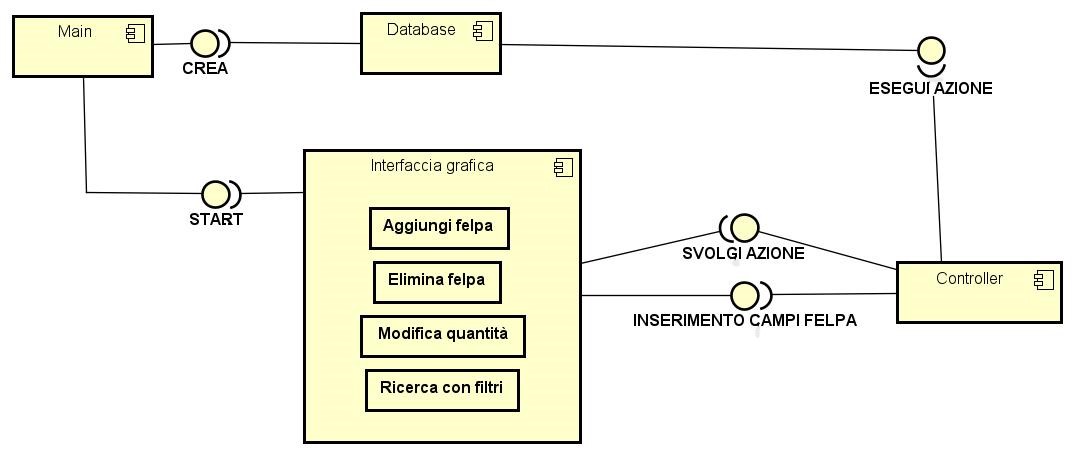 Main
Database
CREA
ESEGUI AZIONE
Interfaccia grafica
START
Aggiungi felpa
Elimina felpa
Modifica quantità
Ricerca con filtri
SVOLGI AZIONE
Controller
INSERIMENTO CAMPI FELPA